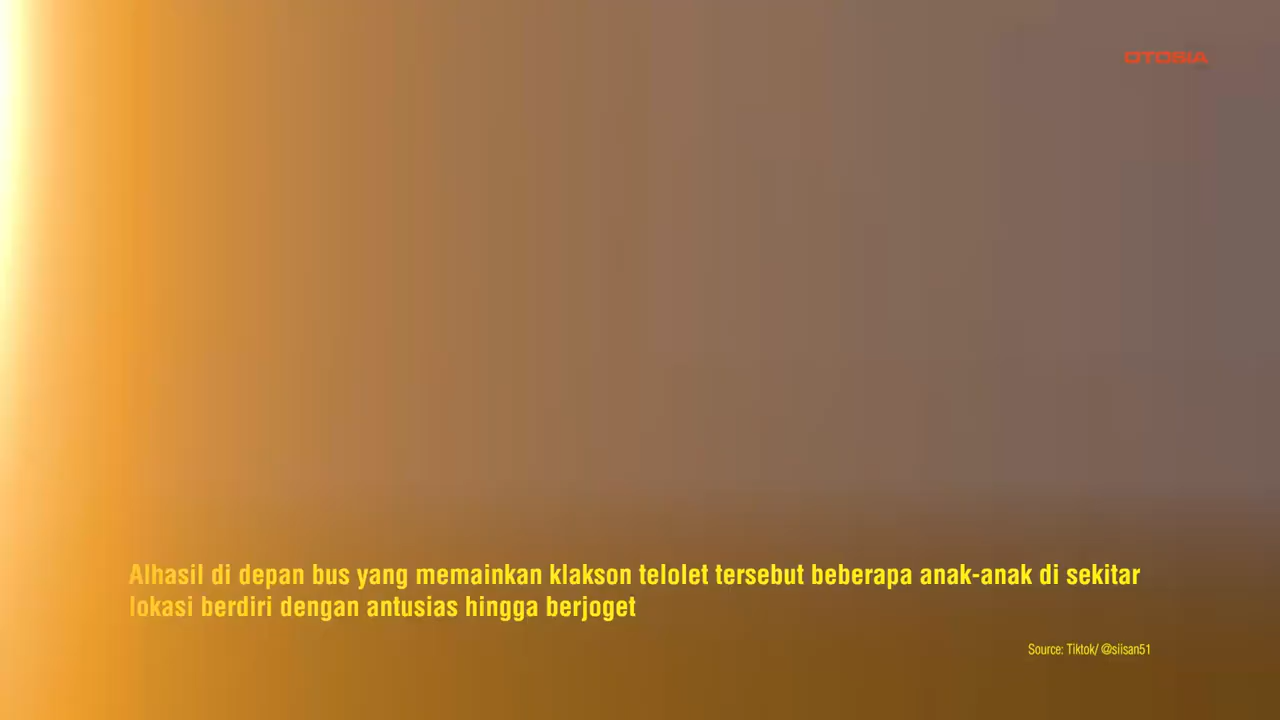 OTOSIA
Alhasil di depan bus yang memainkan klakson telolet tersebut beberapa anak-anak di sekitar
lokasi berdiri dengan antusias hingga berjoget
Source: Tiktok/ @siisan51